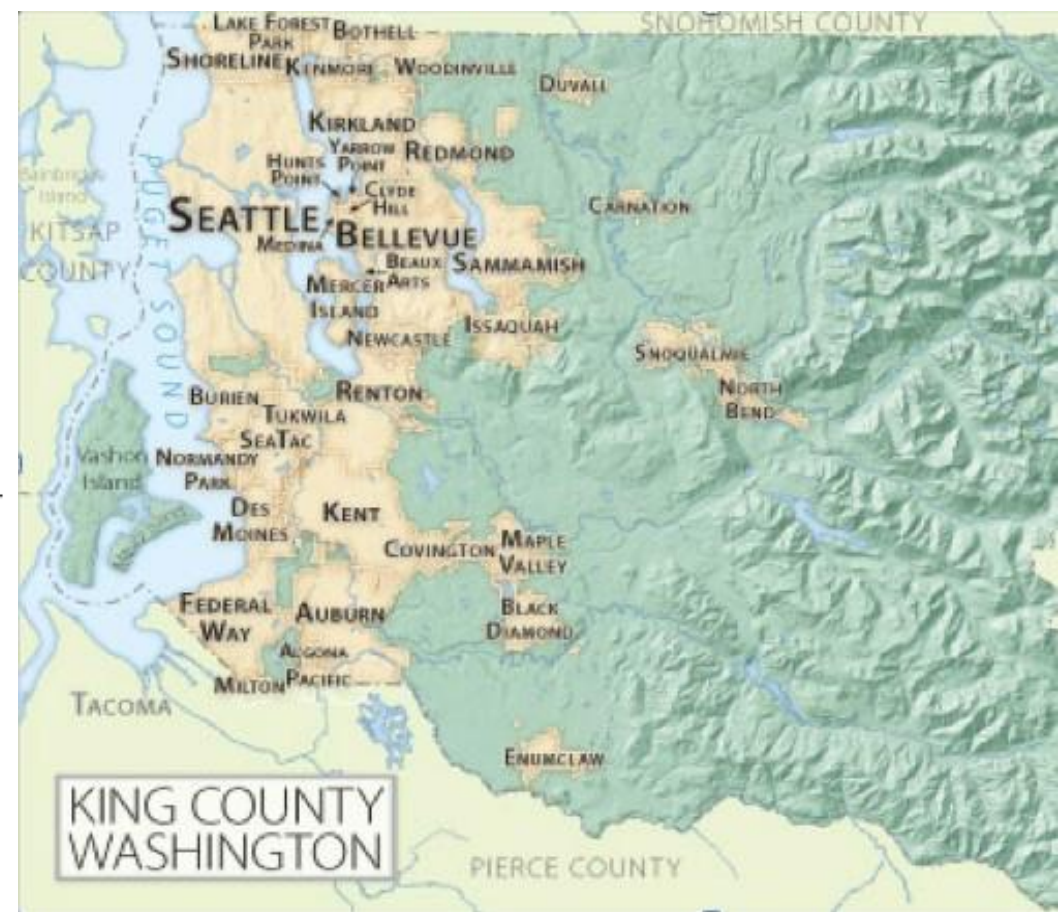 SNOHOMISH COUNTY
LAKE FOREST
PARK
BOTHELL
SHORELINE
KENMORE
WOODINVILLE
DUVALL
KIRKLAND
YARROW
POINT
REDMOND
HUNTS
POINT
CLYDE
HILL
Bainbridge
Island
KITSAP
COUNTY
PUGET SOUND
SEATTLE
MEDINA
BELLEVUE
CARNATION
BEAUX
ARTS
SAMMAMISH
MERCER
ISLAND
NEWCASTLE
ISSAQUAH
SNOQUALMIE
NORTH
BEND
BURIEN
RENTON
TUKWILA
SEATAC
Vashon
Island
NORMANDY
PARK
DES
MOINES
KENT
COVINGTON
MAPLE
VALLEY
FEDERAL
WAY
AUBURN
BLACK
DIAMOND
ALGONA
PACIFIC
MILTON
TACOMA
ENUMCLAW
KING COUNTY
WASHINGTON
PIERCE COUNTY